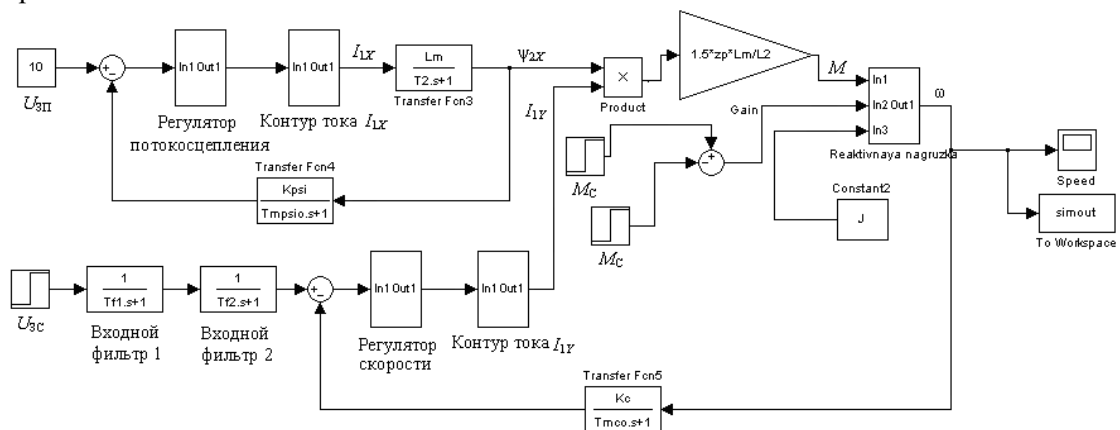 10
U3П
In1 Out1
Регулятор
потокосцепления
I1X
In1 Out1
Контур тока I1X
Lm
T2.s+1
Transfer Fcn3
Ψ2X
I1Y
×
Product
1.5*zp*Lm/L2
Gain
M
In1
In2 Out1
In3
Reaktivnaya nagruzka
ω
Speed
simout
To Workspace
Constant2
J
MC
MC
Transfer Fcn4
Kpsi
Tmpsio.s+1
U3C
1
Tf1.s+1
Входной
фильтр 1
1
Tf2.s+1
Входной
фильтр 2
In1 Out1
Регулятор
скорости
In1 Out1
Контур тока I1Y
Transfer Fcn5
Kc
Tmco.s+1